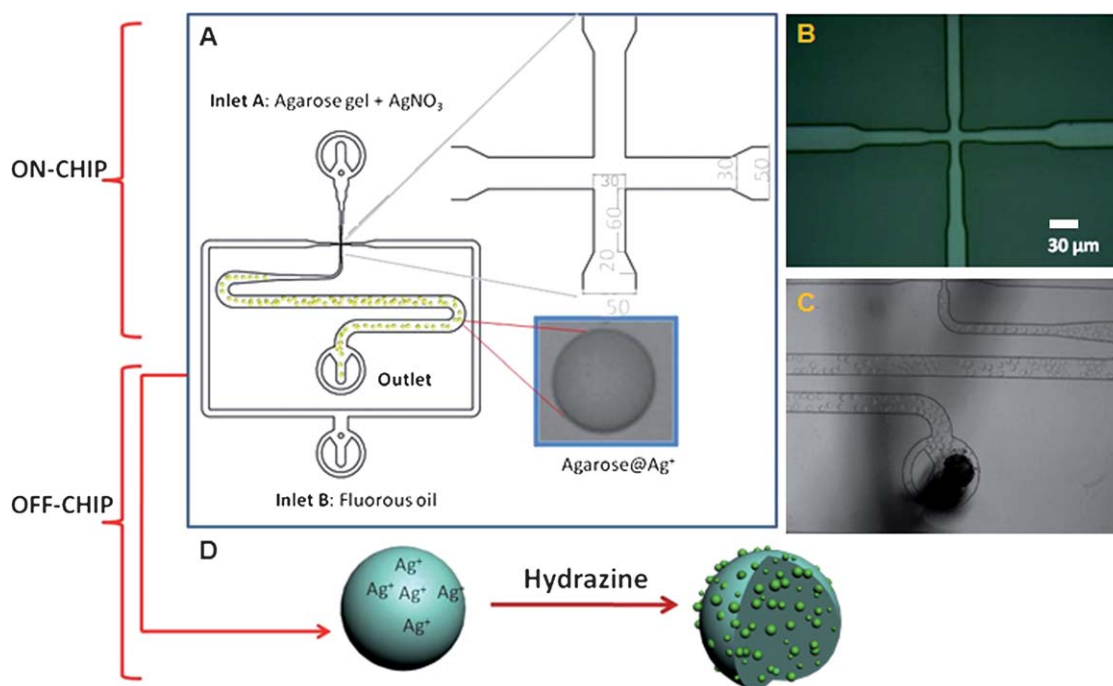 A
Inlet A: Agarose gel + AgNO₃
ON-CHIP
30
60
20
50
30
50
Outlet
Agarose@Ag⁺
Inlet B: Fluorous oil
B
30 µm
C
OFF-CHIP
D
Ag⁺
Ag⁺ Ag⁺ Ag⁺
Ag⁺
Hydrazine